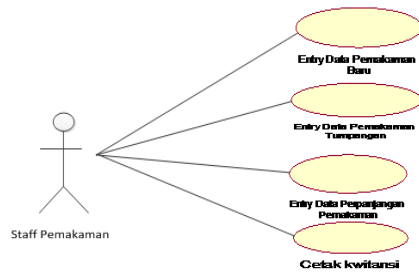 Entry Data Pemakaman
Baru
Entry Data Pemakaman
Tumpangan
Entry Data Perpanjangan
Pemakaman
Staff Pemakaman
Cetak kwitansi